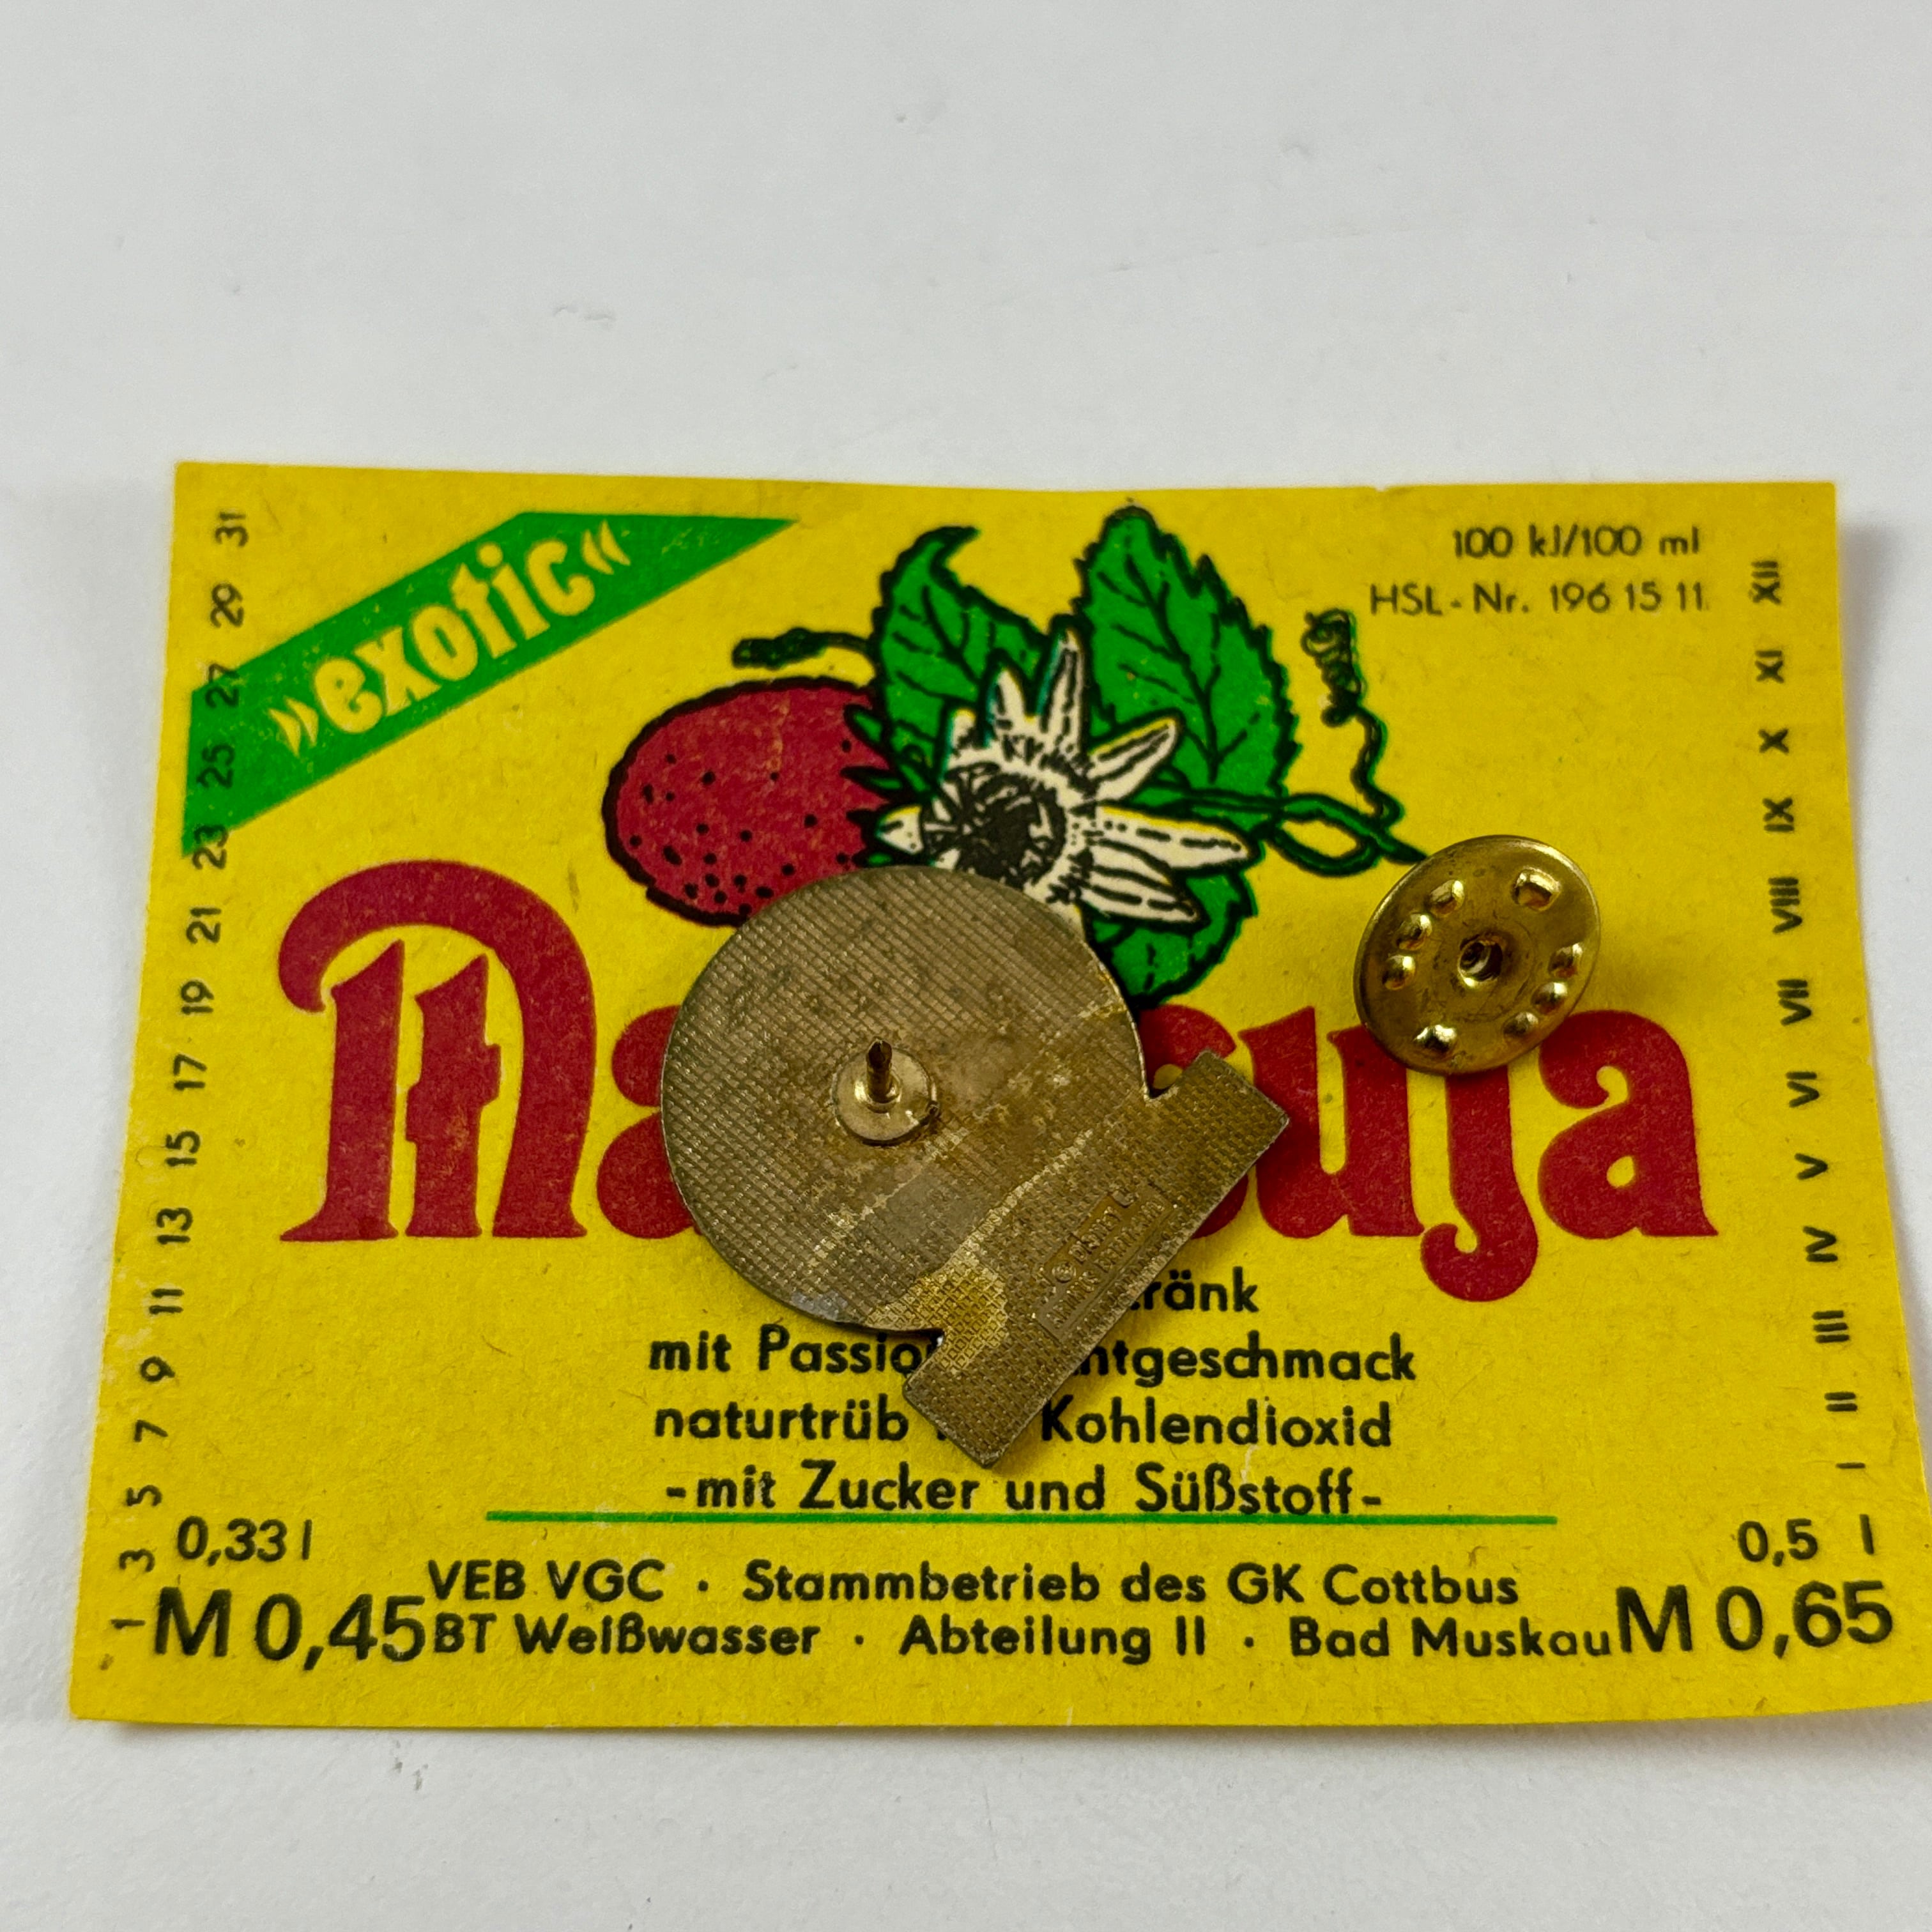 »exotic«
100 kJ/100 ml
HSL-Nr. 196 15 11
31 29 27 25 23 21 19 17 15 13 11 9 7 5 3 1
XII XI X IX VIII VII VI V IV III II I
Ma uja
ränk
mit Passio ntgeschmack
naturtrüb Kohlendioxid
-mit Zucker und Süßstoff-
0,33 l
0,5 l
VEB VGC · Stammbetrieb des GK Cottbus
M 0,45 BT Weißwasser · Abteilung II · Bad Muskau M 0,65